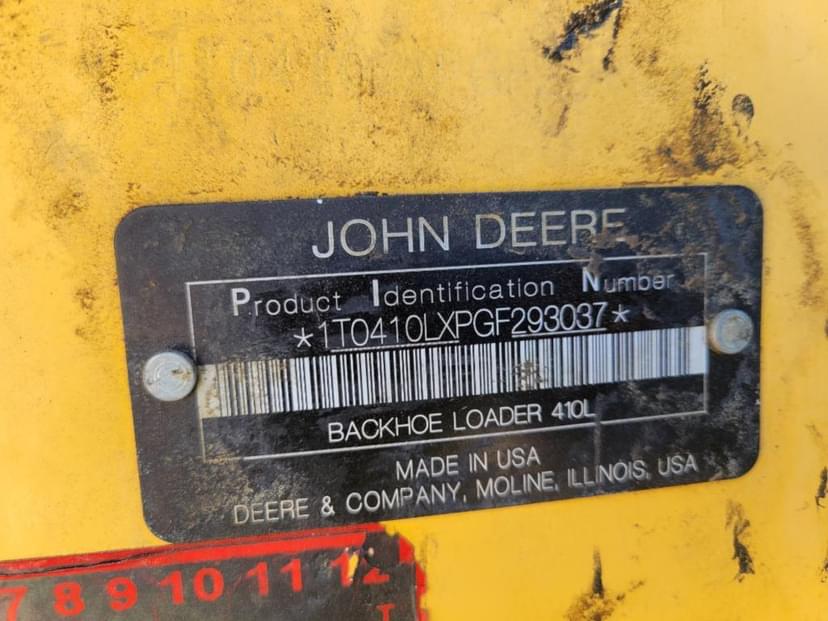 JOHN DEERE
Product Identification Number
*1T0410LXPGF293037*
BACKHOE LOADER 410L
MADE IN USA
DEERE & COMPANY, MOLINE, ILLINOIS, USA
7 8 9 10 11 12